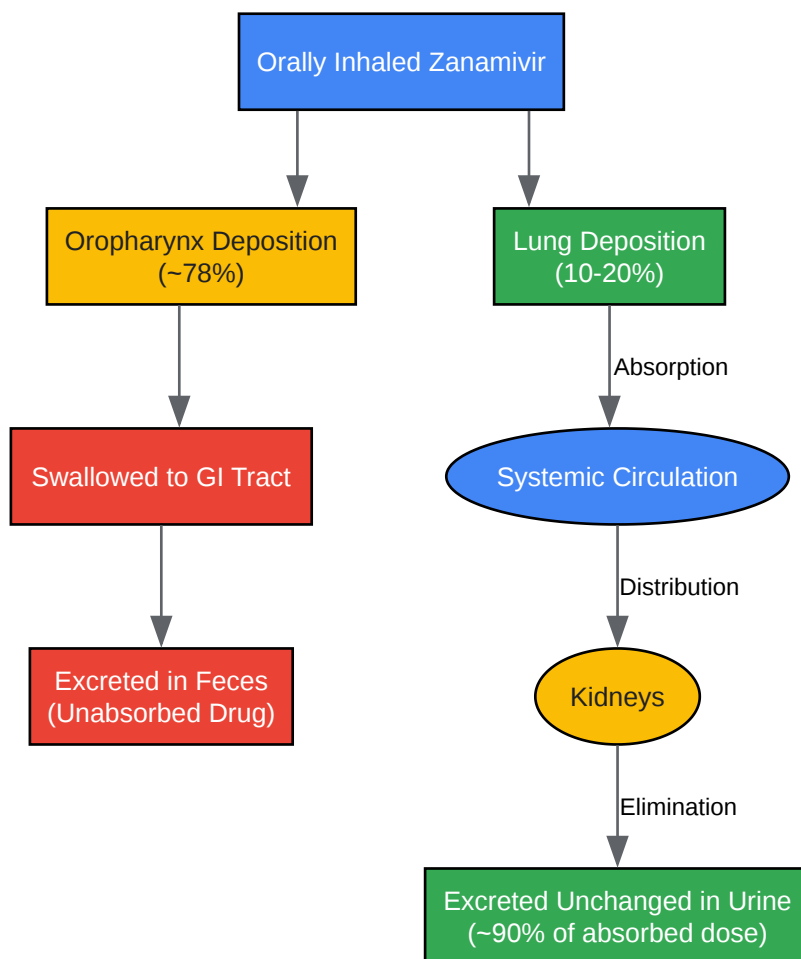 Orally Inhaled Zanamivir
Oropharynx Deposition
(~78%)
Lung Deposition
(10-20%)
Absorption
Swallowed to GI Tract
Systemic Circulation
Distribution
Excreted in Feces
(Unabsorbed Drug)
Kidneys
Elimination
Excreted Unchanged in Urine
(~90% of absorbed dose)